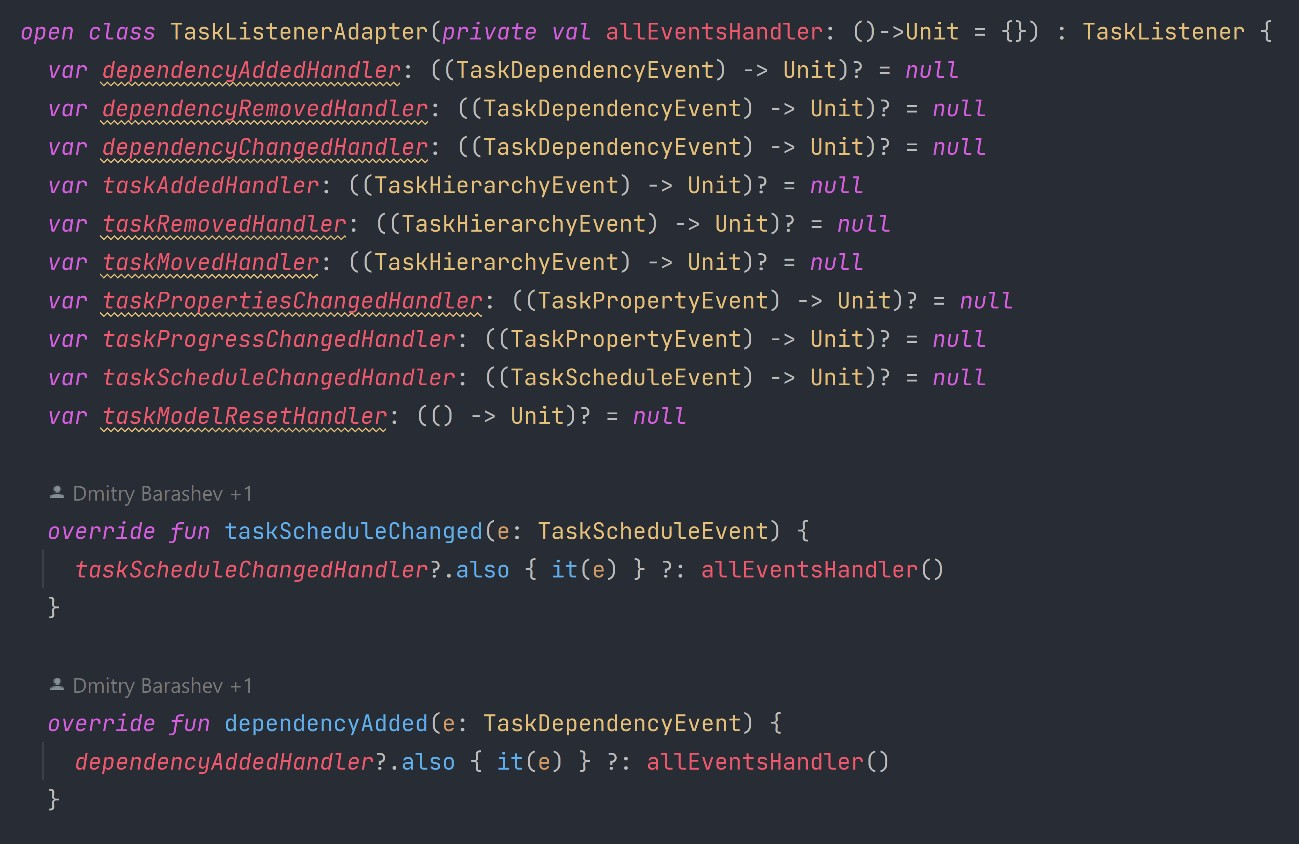 open class TaskListenerAdapter(private val allEventsHandler: ()->Unit = {}) : TaskListener {
var dependencyAddedHandler: ((TaskDependencyEvent) -> Unit)? = null
var dependencyRemovedHandler: ((TaskDependencyEvent) -> Unit)? = null
var dependencyChangedHandler: ((TaskDependencyEvent) -> Unit)? = null
var taskAddedHandler: ((TaskHierarchyEvent) -> Unit)? = null
var taskRemovedHandler: ((TaskHierarchyEvent) -> Unit)? = null
var taskMovedHandler: ((TaskHierarchyEvent) -> Unit)? = null
var taskPropertiesChangedHandler: ((TaskPropertyEvent) -> Unit)? = null
var taskProgressChangedHandler: ((TaskPropertyEvent) -> Unit)? = null
var taskScheduleChangedHandler: ((TaskScheduleEvent) -> Unit)? = null
var taskModelResetHandler: (() -> Unit)? = null
Dmitry Barashev +1
override fun taskScheduleChanged(e: TaskScheduleEvent) {
taskScheduleChangedHandler?.also { it(e) } ?: allEventsHandler()
}
Dmitry Barashev +1
override fun dependencyAdded(e: TaskDependencyEvent) {
dependencyAddedHandler?.also { it(e) } ?: allEventsHandler()
}